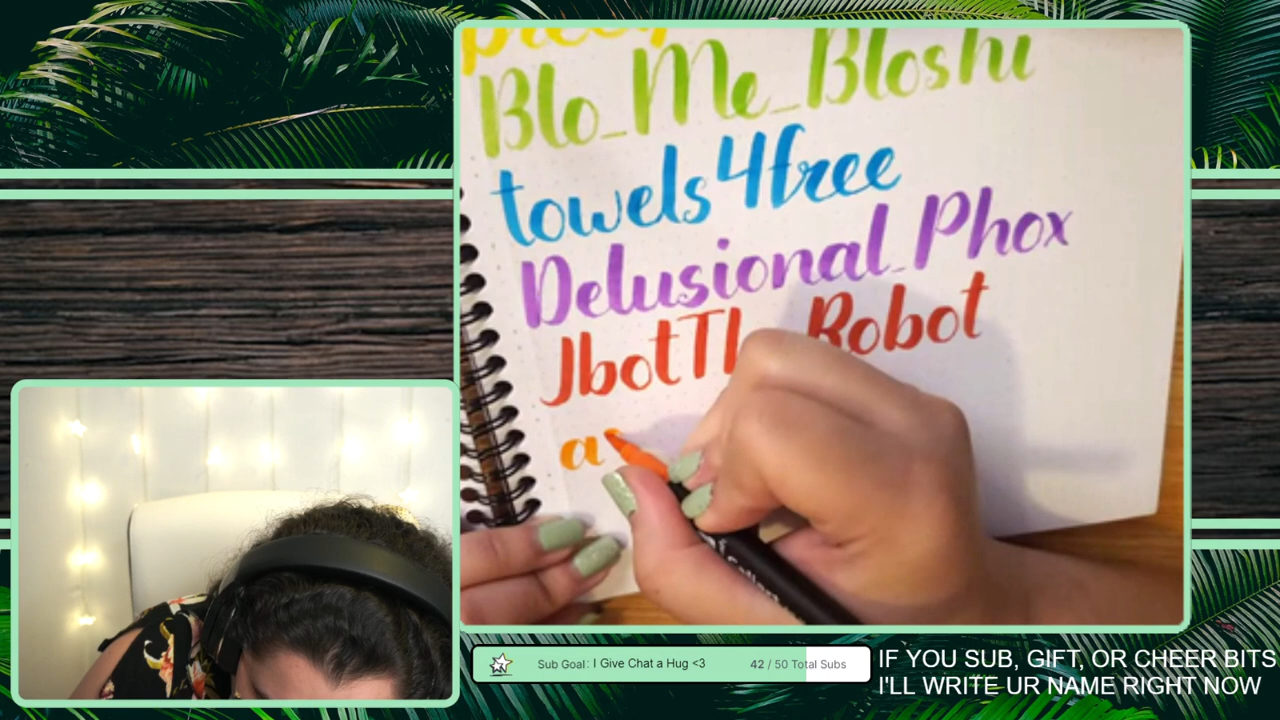 Blo_Me_Bloshi
towels4free
Delusional_Phox
Robot
a
Sub Goal: I Give Chat a Hug <3
42 / 50 Total Subs
IF YOU SUB, GIFT, OR CHEER BITS
I'LL WRITE UR NAME RIGHT NOW